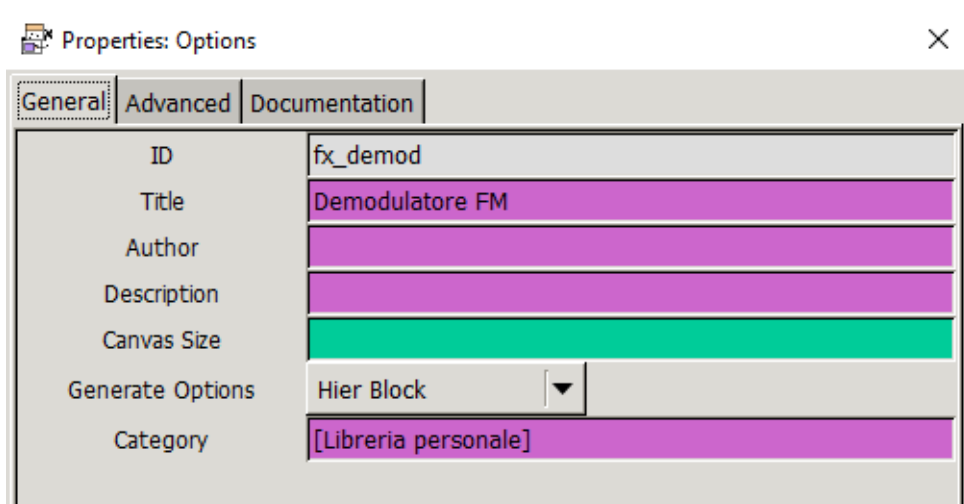 Properties: Options
General Advanced Documentation
ID fx_demod
Title Demodulatore FM
Author
Description
Canvas Size
Generate Options Hier Block
Category [Libreria personale]